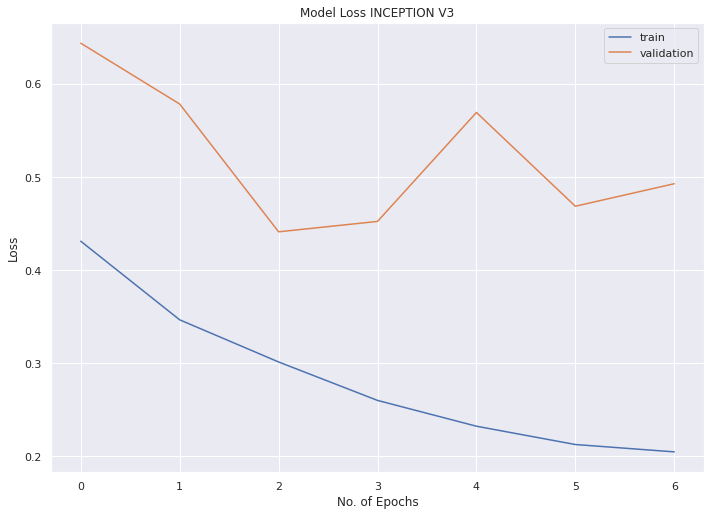 Model Loss INCEPTION V3
train
validation
0.6
0.5
0.4
0.3
0.2
Loss
0 1 2 3 4 5 6
No. of Epochs